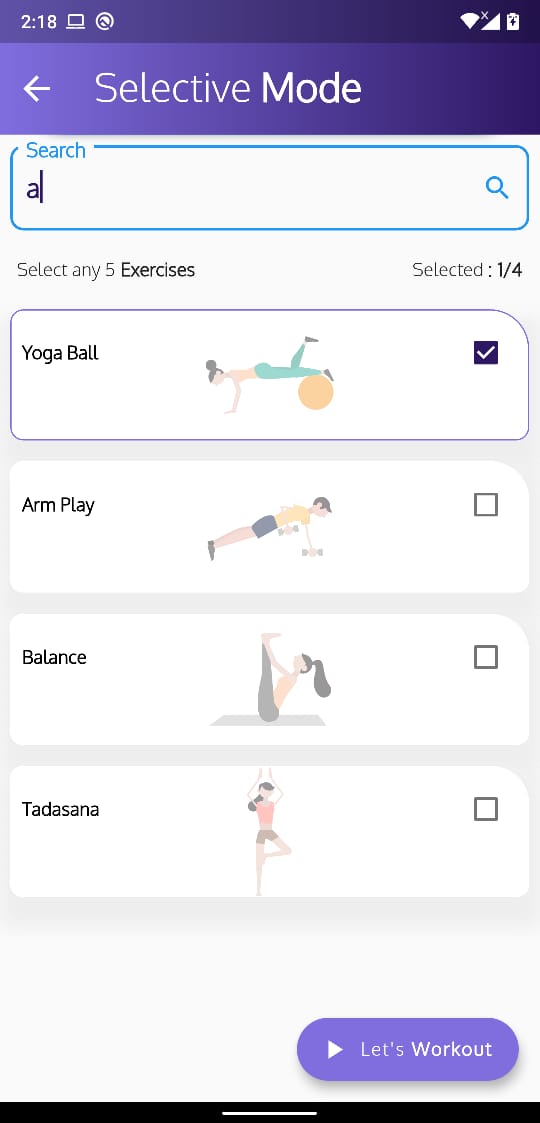 2:18
Selective Mode
Search
a
Select any 5 Exercises
Selected : 1/4
Yoga Ball
Arm Play
Balance
Tadasana
Let's Workout